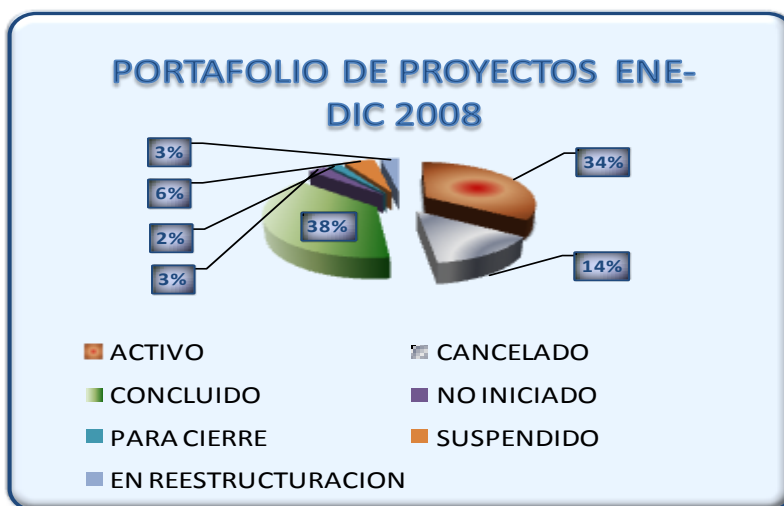 PORTAFOLIO DE PROYECTOS ENE-
DIC 2008
3%
34%
6%
38%
2%
14%
3%
ACTIVO
CANCELADO
CONCLUIDO
NO INICIADO
PARA CIERRE
SUSPENDIDO
EN REESTRUCTURACION